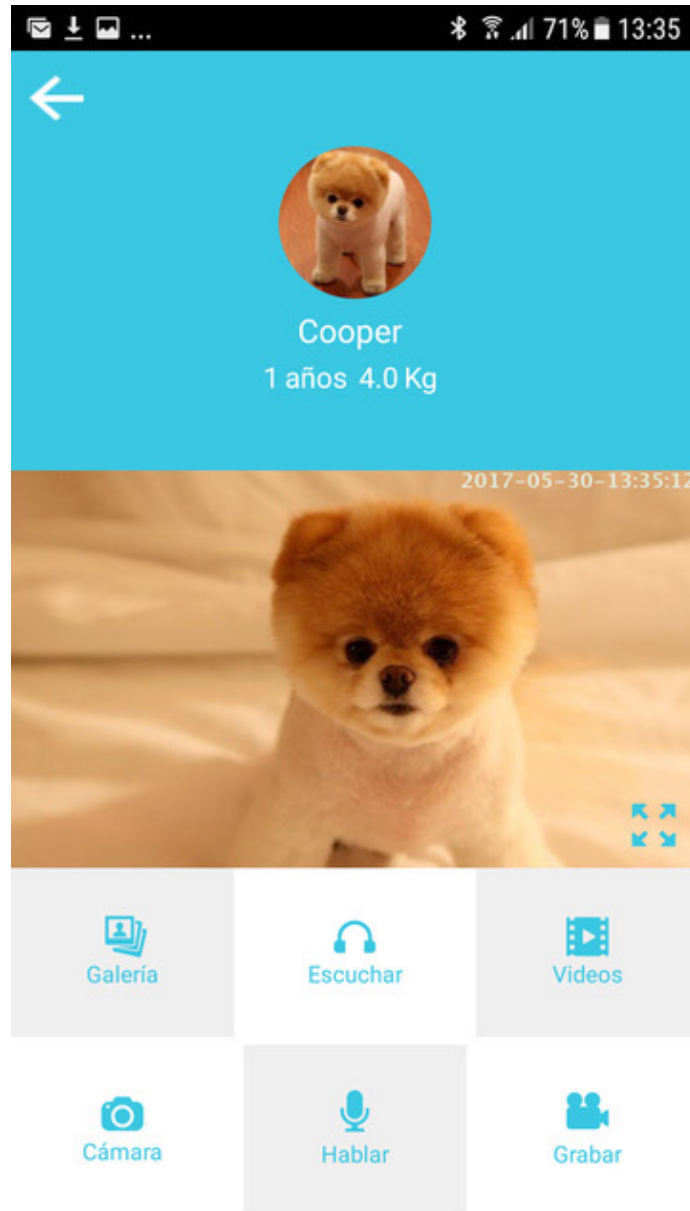 ... 71% 13:35
Cooper
1 años 4.0 Kg
2017-05-30-13:35:12
Galería Escuchar Videos
Cámara Hablar Grabar